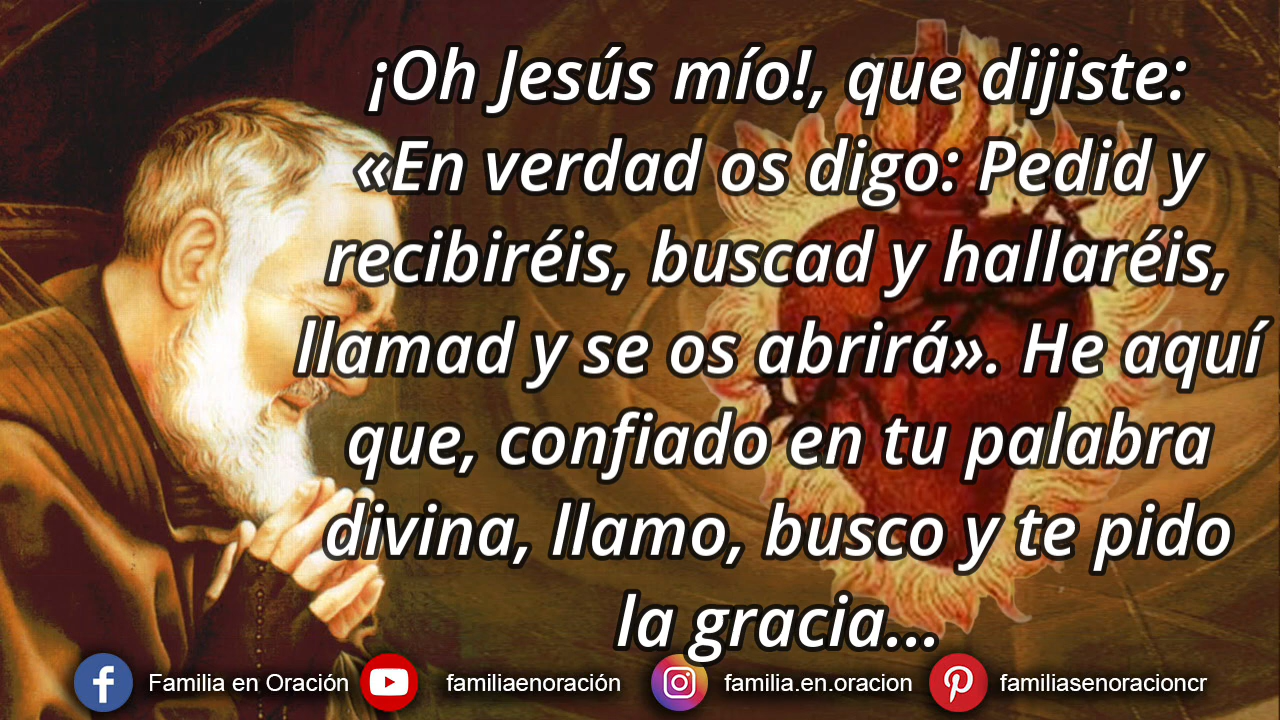 ¡Oh Jesús mío!, que dijiste:
«En verdad os digo: Pedid y
recibiréis, buscad y hallaréis,
llamad y se os abrirá». He aquí
que, confiado en tu palabra
divina, llamo, busco y te pido
la gracia...
Familia en Oración
familiaenoración
familia.en.oracion
familiasenoracioncr